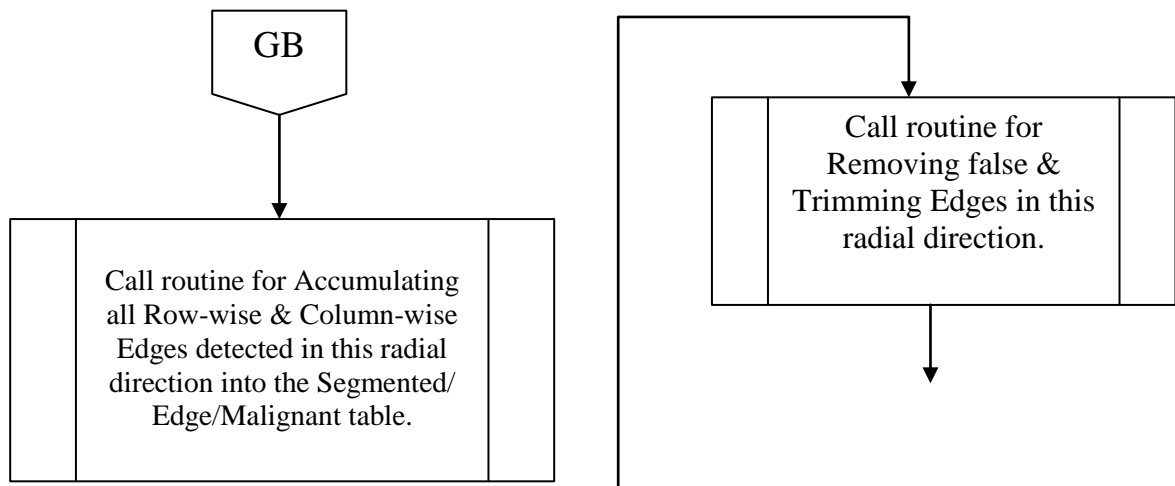 GB
Call routine for Accumulating
all Row-wise & Column-wise
Edges detected in this radial
direction into the Segmented/
Edge/Malignant table.
Call routine for
Removing false &
Trimming Edges in this
radial direction.